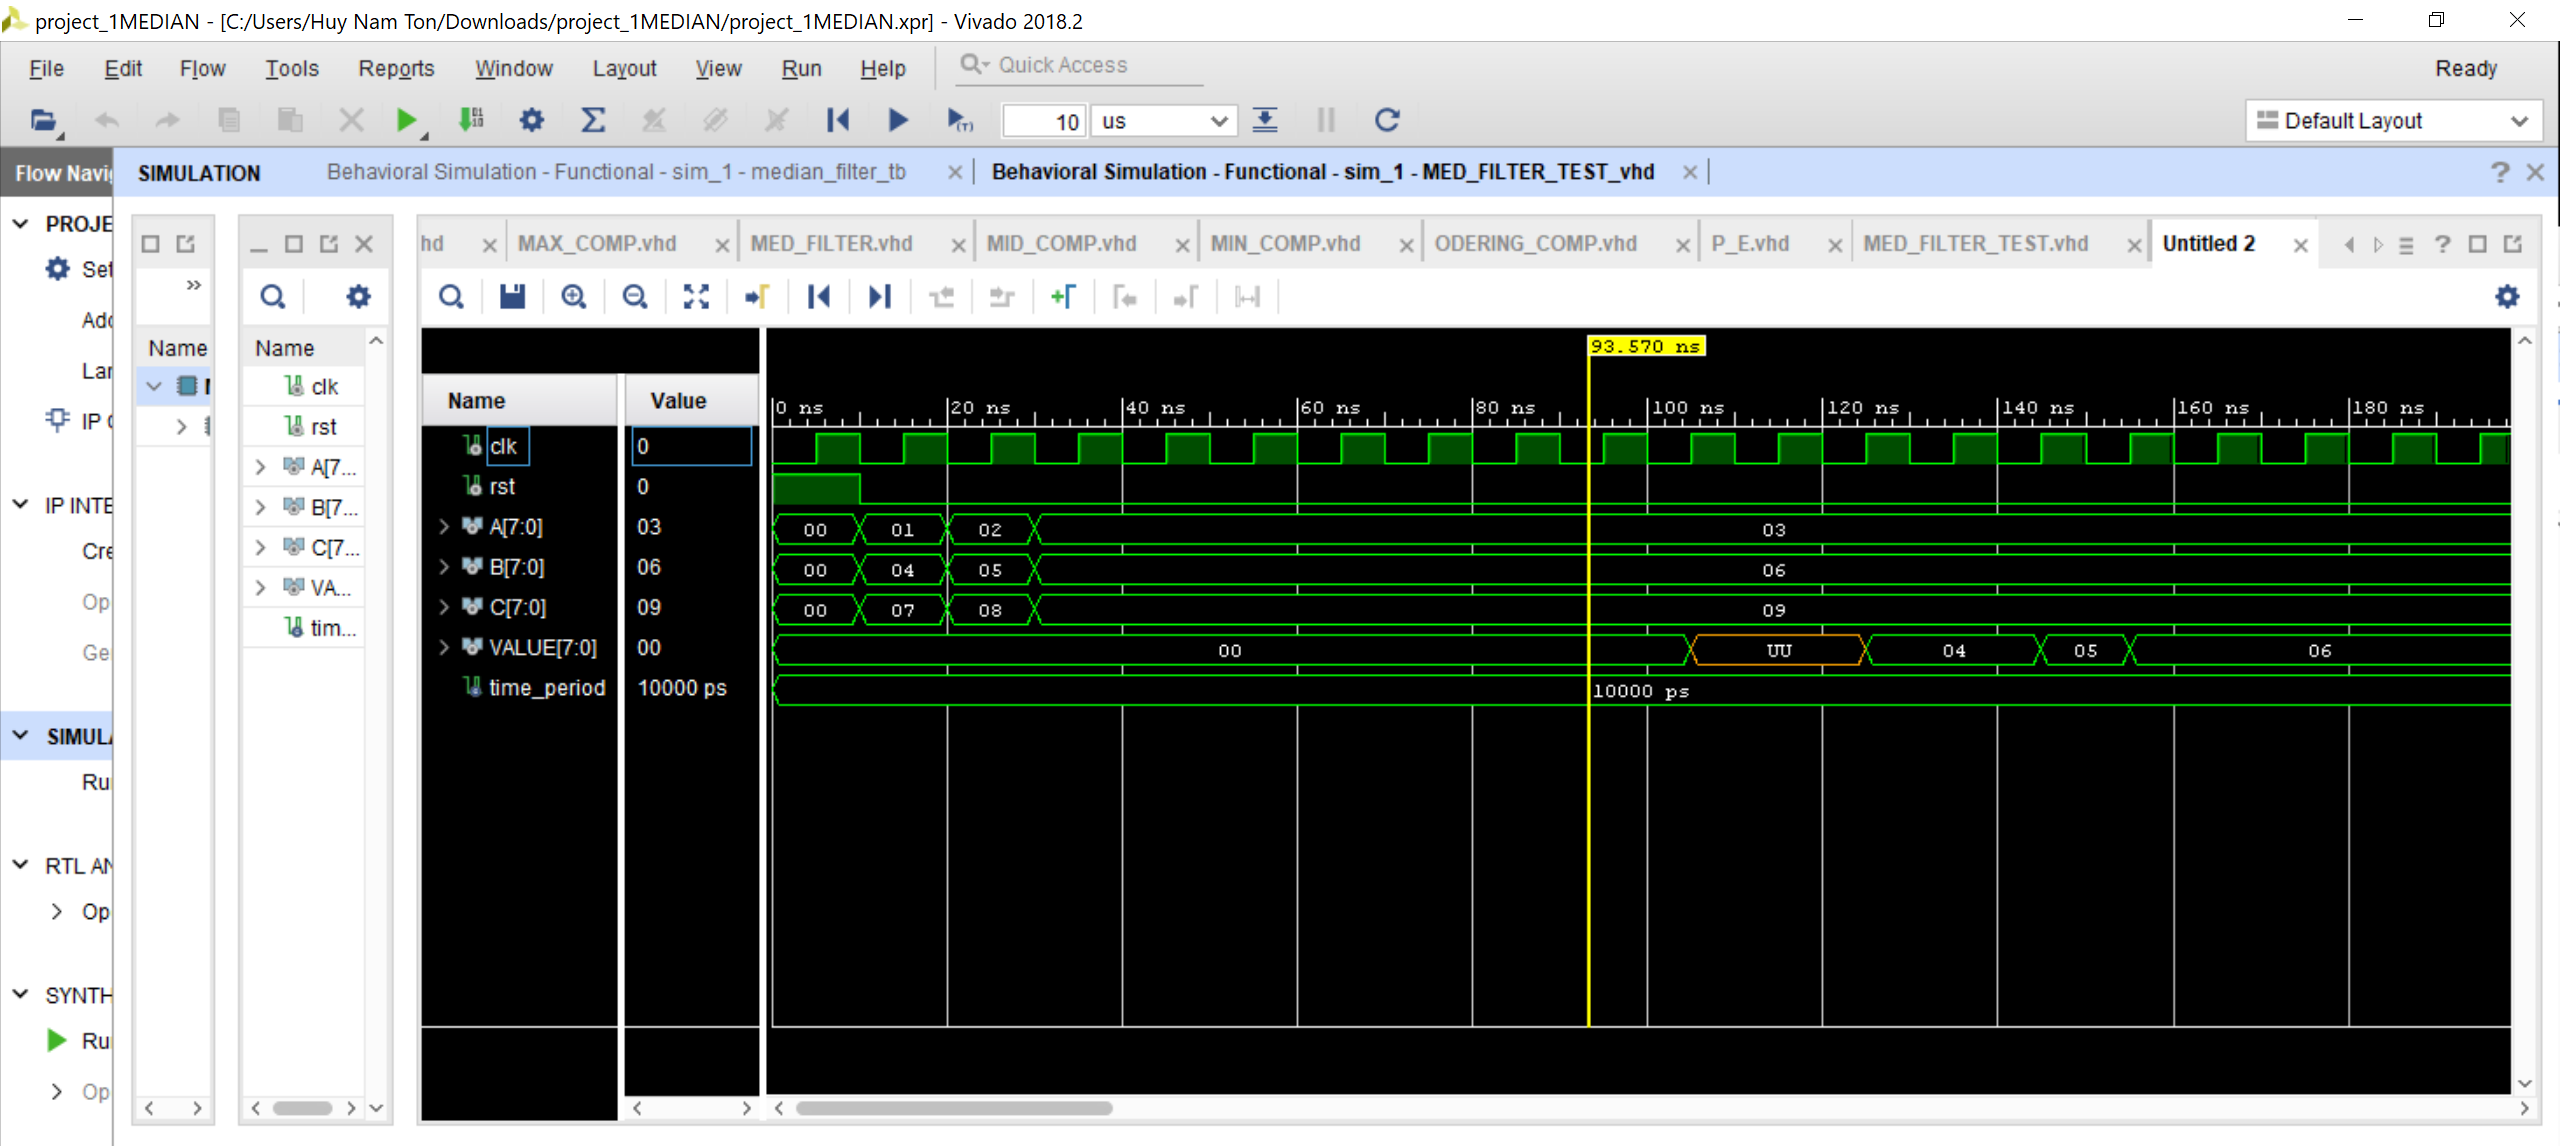 project_1MEDIAN - [C:/Users/Huy Nam Ton/Downloads/project_1MEDIAN/project_1MEDIAN.xpr] - Vivado 2018.2
File Edit Flow Tools Reports Window Layout View Run Help Quick Access Ready
10 us Default Layout
Flow Navi SIMULATION Behavioral Simulation - Functional - sim_1 - median_filter_tb Behavioral Simulation - Functional - sim_1 - MED_FILTER_TEST_vhd
PROJE
hd MAX_COMP.vhd MED_FILTER.vhd MID_COMP.vhd MIN_COMP.vhd ODERING_COMP.vhd P_E.vhd MED_FILTER_TEST.vhd Untitled 2
Set
Add
Lan
IP C
IP INTE
Cre
Op
Ge
SIMUL
Ru
RTL AN
Op
SYNTH
Ru
Op
Name
Name
clk
rst
A[7...
B[7...
C[7...
VA...
tim...
93.570 ns
Name Value
0 ns 20 ns 40 ns 60 ns 80 ns 100 ns 120 ns 140 ns 160 ns 180 ns
clk 0
rst 0
A[7:0] 03 00 01 02 03
B[7:0] 06 00 04 05 06
C[7:0] 09 00 07 08 09
VALUE[7:0] 00 00 UU 04 05 06
time_period 10000 ps 10000 ps